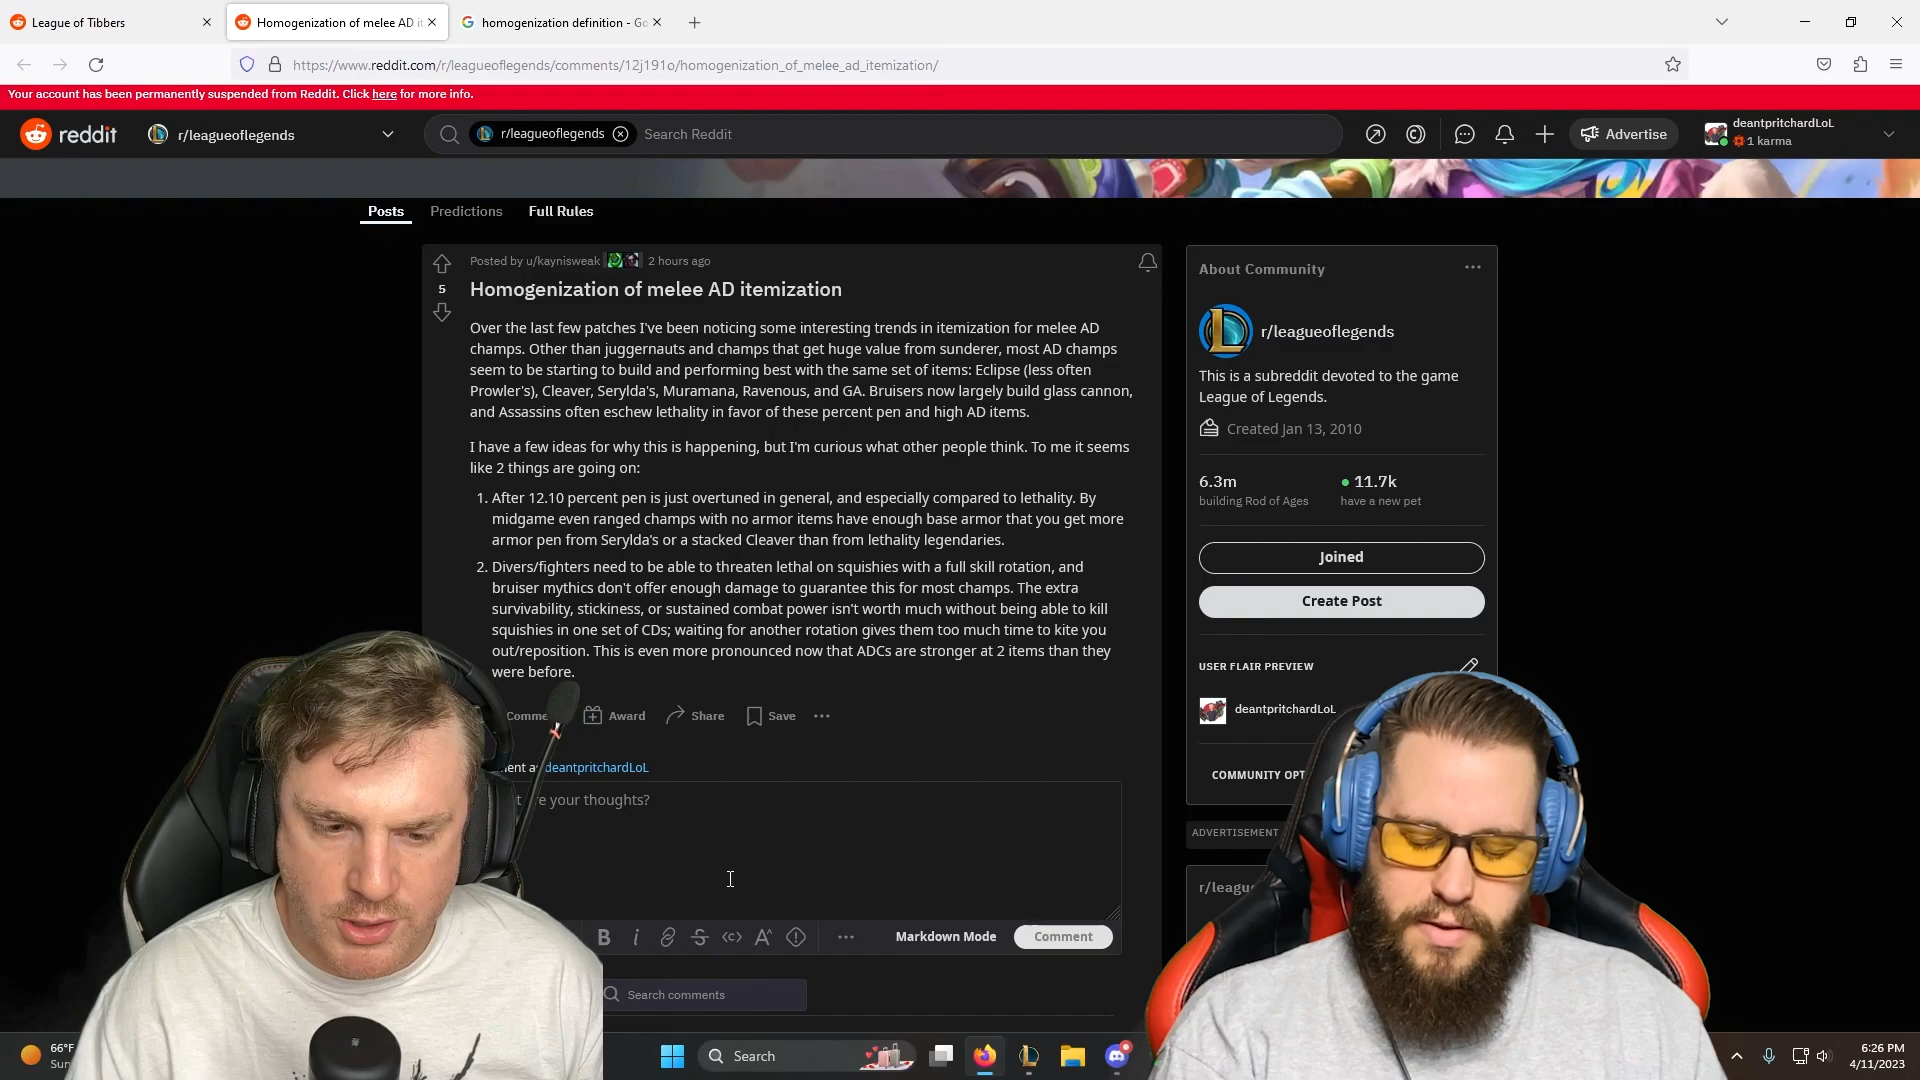 League of Tibbers
Homogenization of melee AD it
homogenization definition - Go
https://www.reddit.com/r/leagueoflegends/comments/12j191o/homogenization_of_melee_ad_itemization/
Your account has been permanently suspended from Reddit. Click here for more info.
reddit
r/leagueoflegends
r/leagueoflegends
Search Reddit
Advertise
deantpritchardLoL
1 karma
Posts
Predictions
Full Rules
Posted by u/kaynisweak
2 hours ago
5
Homogenization of melee AD itemization
Over the last few patches I've been noticing some interesting trends in itemization for melee AD
champs. Other than juggernauts and champs that get huge value from sunderer, most AD champs
seem to be starting to build and performing best with the same set of items: Eclipse (less often
Prowler's), Cleaver, Serylda's, Muramana, Ravenous, and GA. Bruisers now largely build glass cannon,
and Assassins often eschew lethality in favor of these percent pen and high AD items.
I have a few ideas for why this is happening, but I'm curious what other people think. To me it seems
like 2 things are going on:
1. After 12.10 percent pen is just overtuned in general, and especially compared to lethality. By
midgame even ranged champs with no armor items have enough base armor that you get more
armor pen from Serylda's or a stacked Cleaver than from lethality legendaries.
2. Divers/fighters need to be able to threaten lethal on squishies with a full skill rotation, and
bruiser mythics don't offer enough damage to guarantee this for most champs. The extra
survivability, stickiness, or sustained combat power isn't worth much without being able to kill
squishies in one set of CDs; waiting for another rotation gives them too much time to kite you
out/reposition. This is even more pronounced now that ADCs are stronger at 2 items than they
were before.
Comme
Award
Share
Save
ent a deantpritchardLoL
t re your thoughts?
Markdown Mode
Comment
Search comments
About Community
r/leagueoflegends
This is a subreddit devoted to the game
League of Legends.
Created Jan 13, 2010
6.3m
building Rod of Ages
11.7k
have a new pet
Joined
Create Post
USER FLAIR PREVIEW
deantpritchardLoL
COMMUNITY OPT
ADVERTISEMENT
r/leagu
66°F
Sun
Search
6:26 PM
4/11/2023